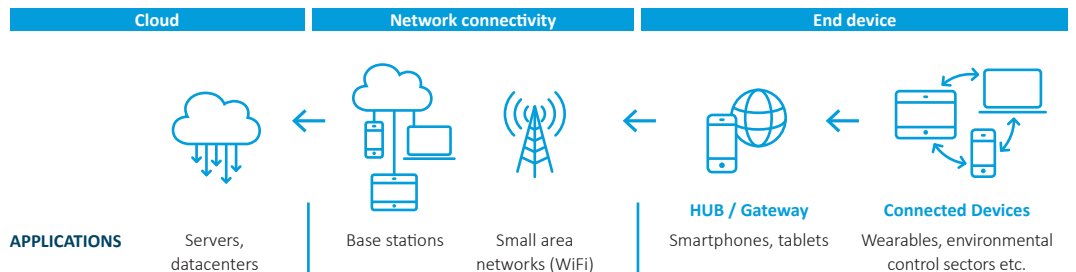 Cloud
Network connectivity
End device
HUB / Gateway
Connected Devices
APPLICATIONS
Servers,
datacenters
Base stations
Small area
networks (WiFi)
Smartphones, tablets
Wearables, environmental
control sectors etc.